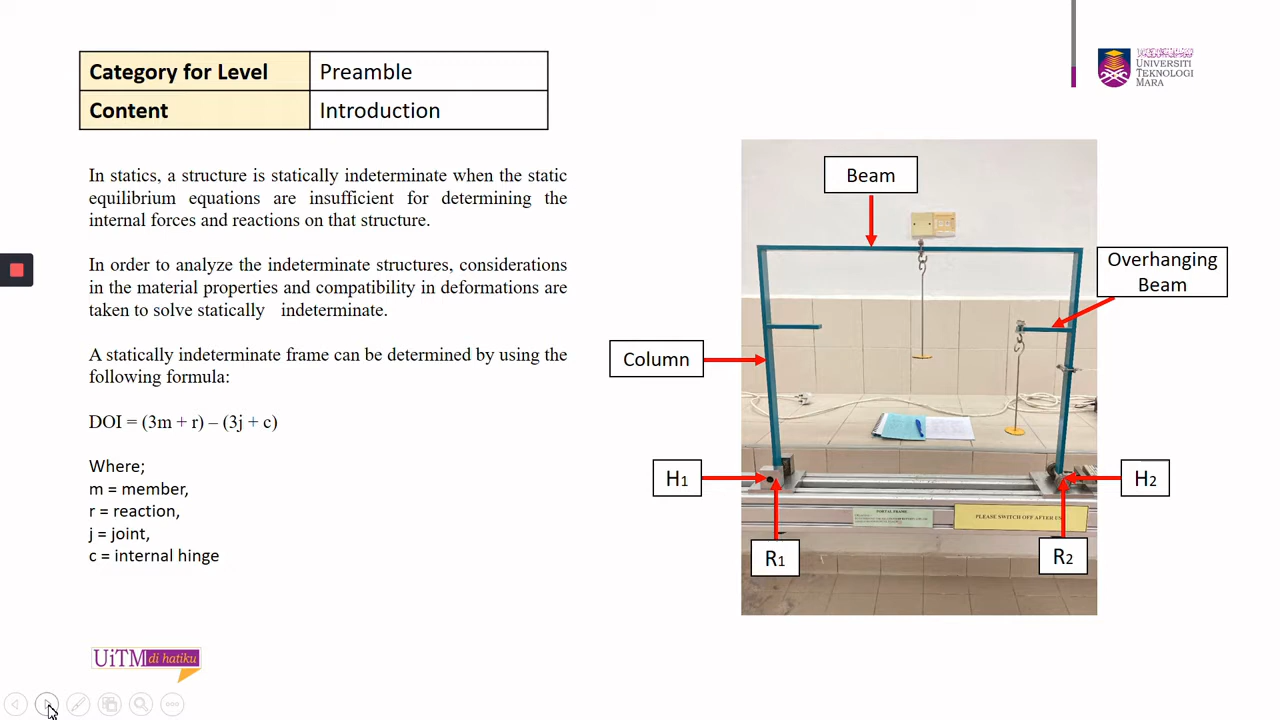 Category for Level Preamble
Content Introduction
UNIVERSITI
TEKNOLOGI
MARA
In statics, a structure is statically indeterminate when the static
equilibrium equations are insufficient for determining the
internal forces and reactions on that structure.
In order to analyze the indeterminate structures, considerations
in the material properties and compatibility in deformations are
taken to solve statically indeterminate.
A statically indeterminate frame can be determined by using the
following formula:
DOI = (3m + r) – (3j + c)
Where;
m = member,
r = reaction,
j = joint,
c = internal hinge
Beam
Overhanging
Beam
Column
H1
H2
PORTAL FRAME
PLEASE SWITCH OFF AFTER
R1
R2
UiTM di hatiku